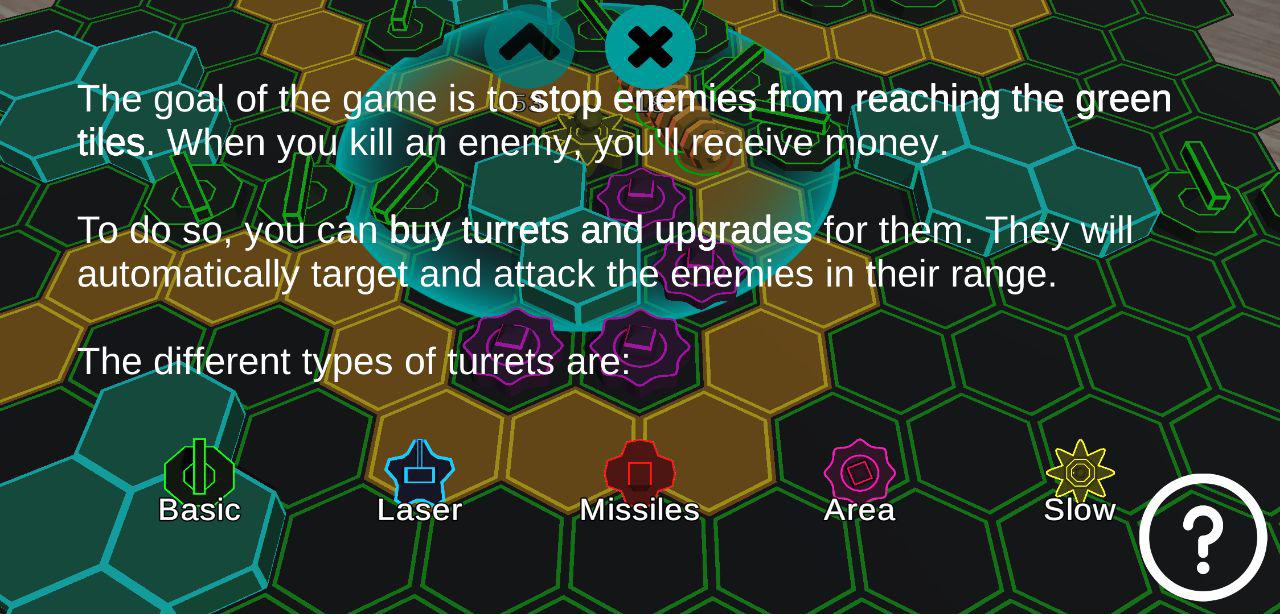 The goal of the game is to stop enemies from reaching the green
tiles. When you kill an enemy, you'll receive money.
To do so, you can buy turrets and upgrades for them. They will
automatically target and attack the enemies in their range.
The different types of turrets are:
Basic Laser Missiles Area Slow
?